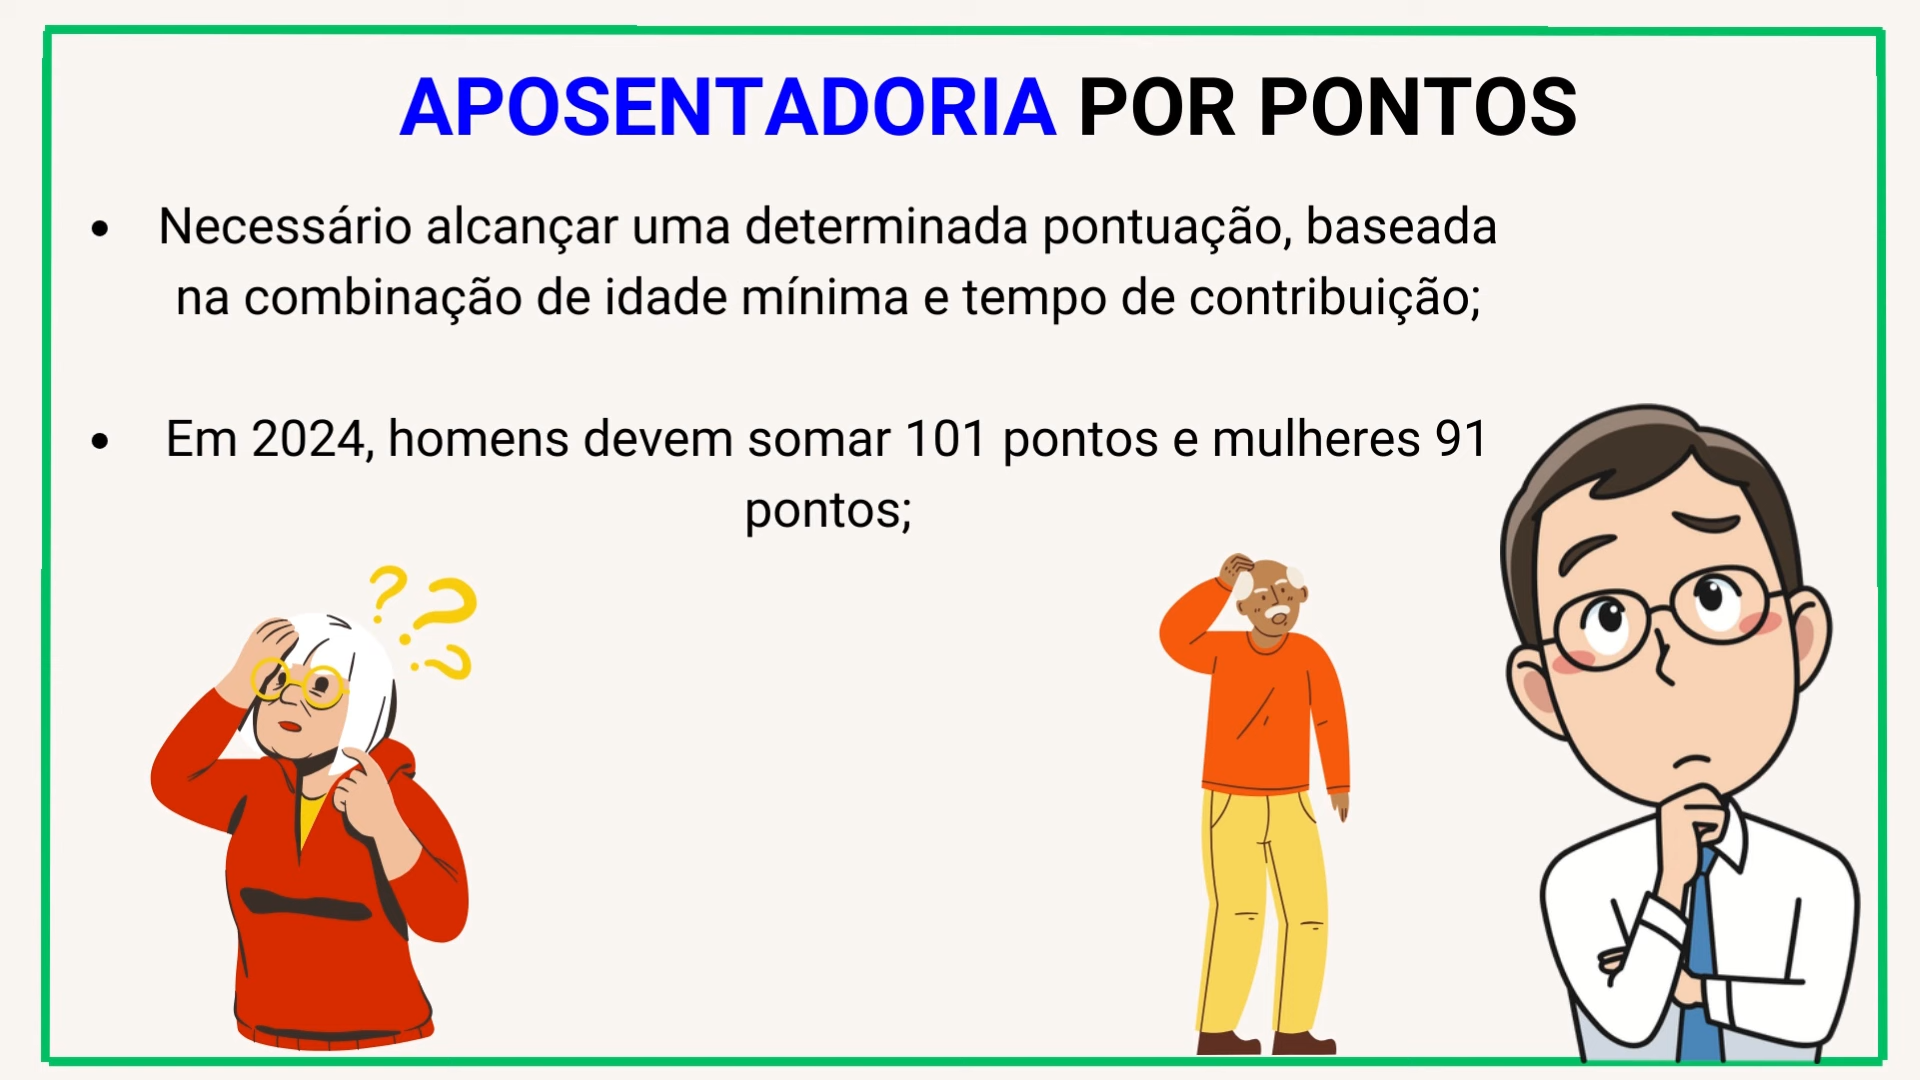 APOSENTADORIA POR PONTOS
• Necessário alcançar uma determinada pontuação, baseada
na combinação de idade mínima e tempo de contribuição;
• Em 2024, homens devem somar 101 pontos e mulheres 91
pontos;
? ? ?